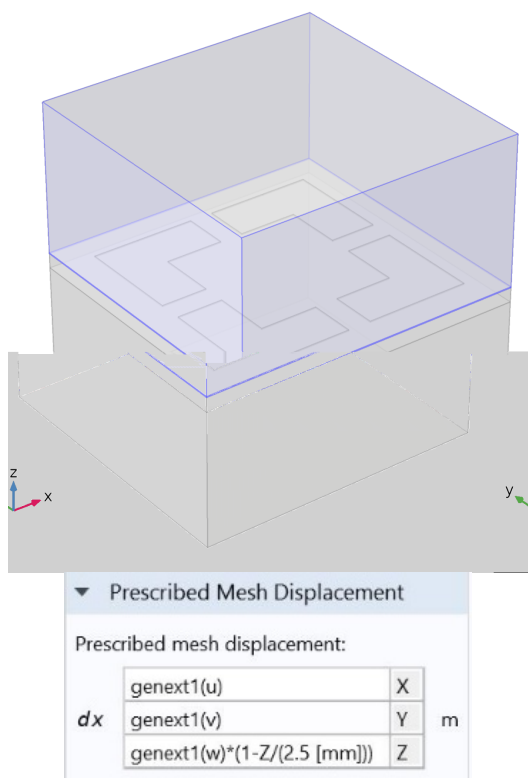 z
x
y
Prescribed Mesh Displacement
Prescribed mesh displacement:
genext1(u) X
dx genext1(v) Y m
genext1(w)*(1-Z/(2.5 [mm])) Z